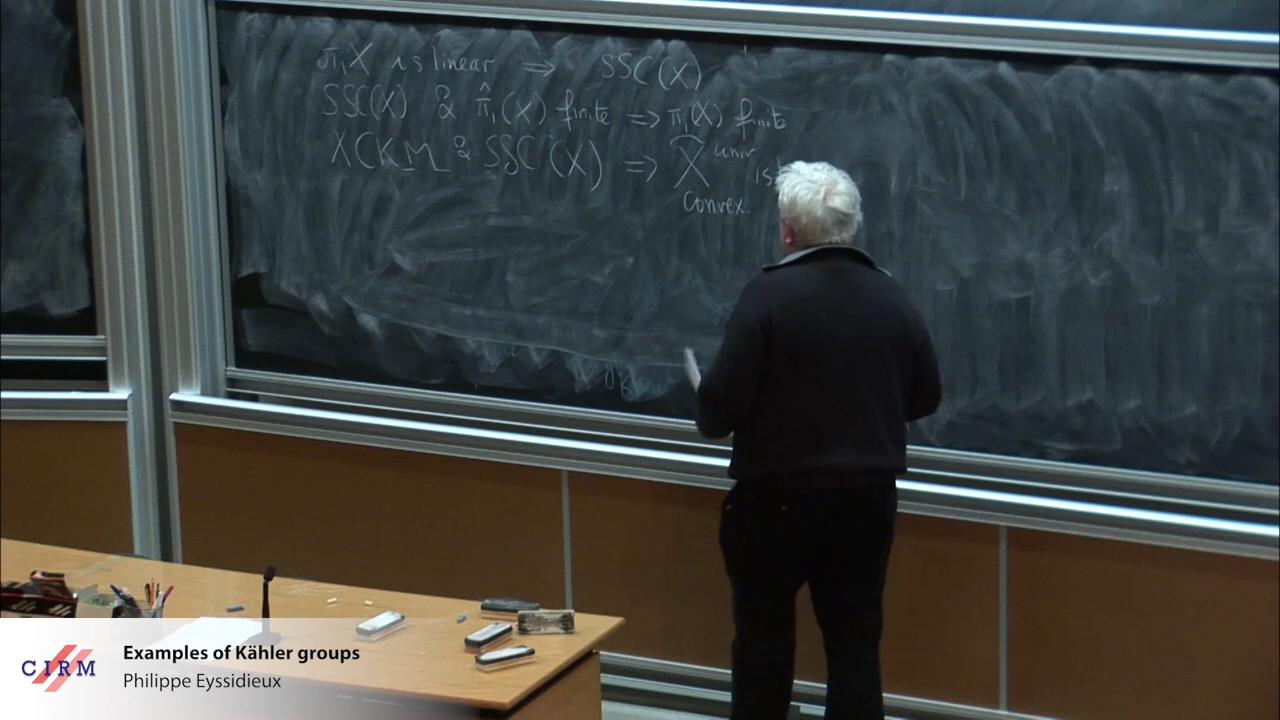 π₁X is linear ⇒ SSC(X)
SSC(X) & π̂₁(X) finite ⇒ π₁(X) finite
XCKM & SSC(X) ⇒ X̃ univ is
Convex.
CIRM
Examples of Kähler groups
Philippe Eyssidieux